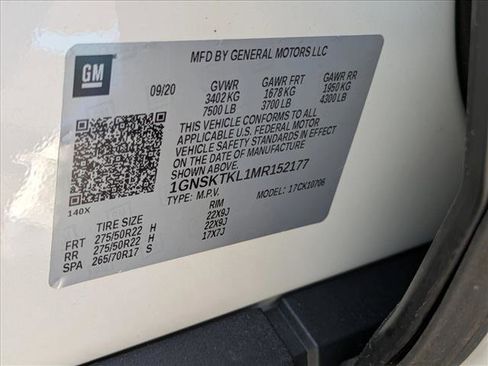 GM
MFD BY GENERAL MOTORS LLC
09/20 GVWR GAWR FRT GAWR RR
3402 KG 1678 KG 1950 KG
7500 LB 3700 LB 4300 LB
THIS VEHICLE CONFORMS TO ALL
APPLICABLE U.S. FEDERAL MOTOR
VEHICLE SAFETY STANDARDS IN EFFECT
ON THE DATE OF MANUFACTURE SHOWN ABOVE.
1GNSKTKL1MR152177
TYPE: M.P.V. MODEL: 17CK10706
140X
TIRE SIZE RIM
FRT 275/50R22 H 22X9J
RR 275/50R22 H 22X9J
SPA 265/70R17 S 17X7J